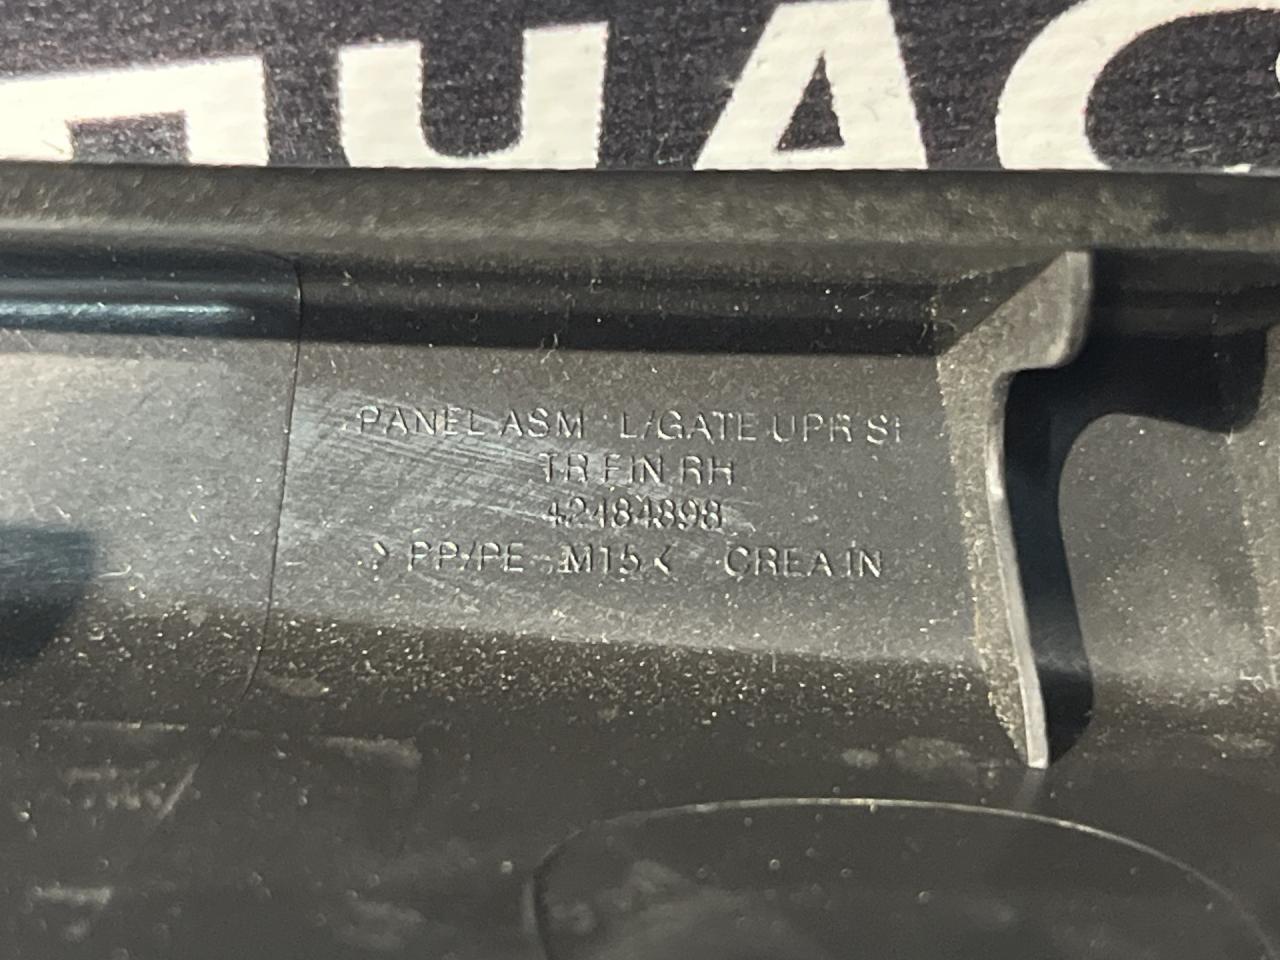 PANEL ASM L/GATE UPR SI
TR FIN RH
42484898
>PP/PE-M15< CREA IN